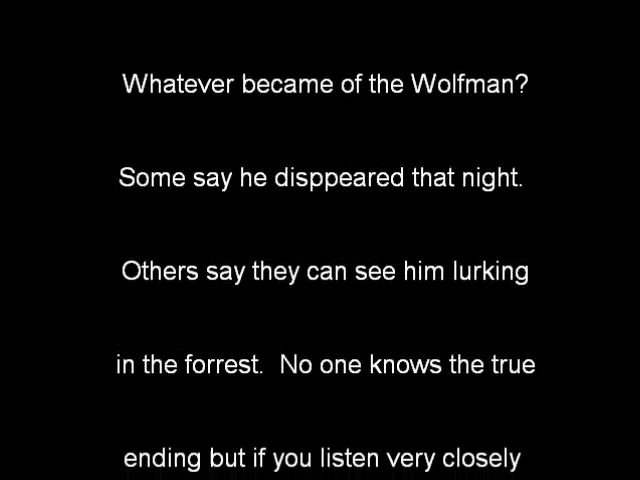 Whatever became of the Wolfman?
Some say he disppeared that night.
Others say they can see him lurking
in the forrest.  No one knows the true
ending but if you listen very closely